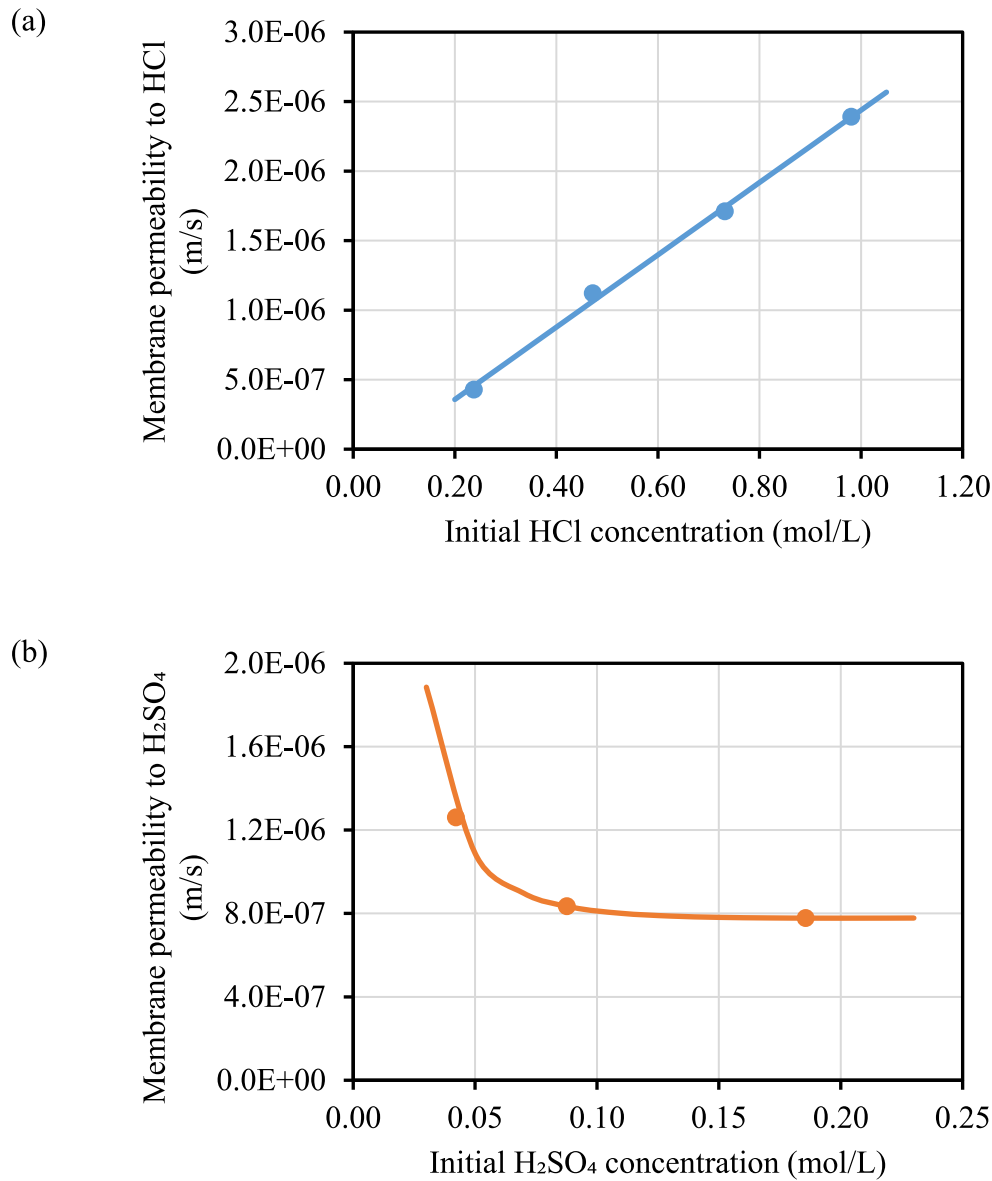 (a)
Membrane permeability to HCl
(m/s)
3.0E-06
2.5E-06
2.0E-06
1.5E-06
1.0E-06
5.0E-07
0.0E+00
0.00 0.20 0.40 0.60 0.80 1.00 1.20
Initial HCl concentration (mol/L)
(b)
Membrane permeability to H₂SO₄
(m/s)
2.0E-06
1.6E-06
1.2E-06
8.0E-07
4.0E-07
0.0E+00
0.00 0.05 0.10 0.15 0.20 0.25
Initial H₂SO₄ concentration (mol/L)